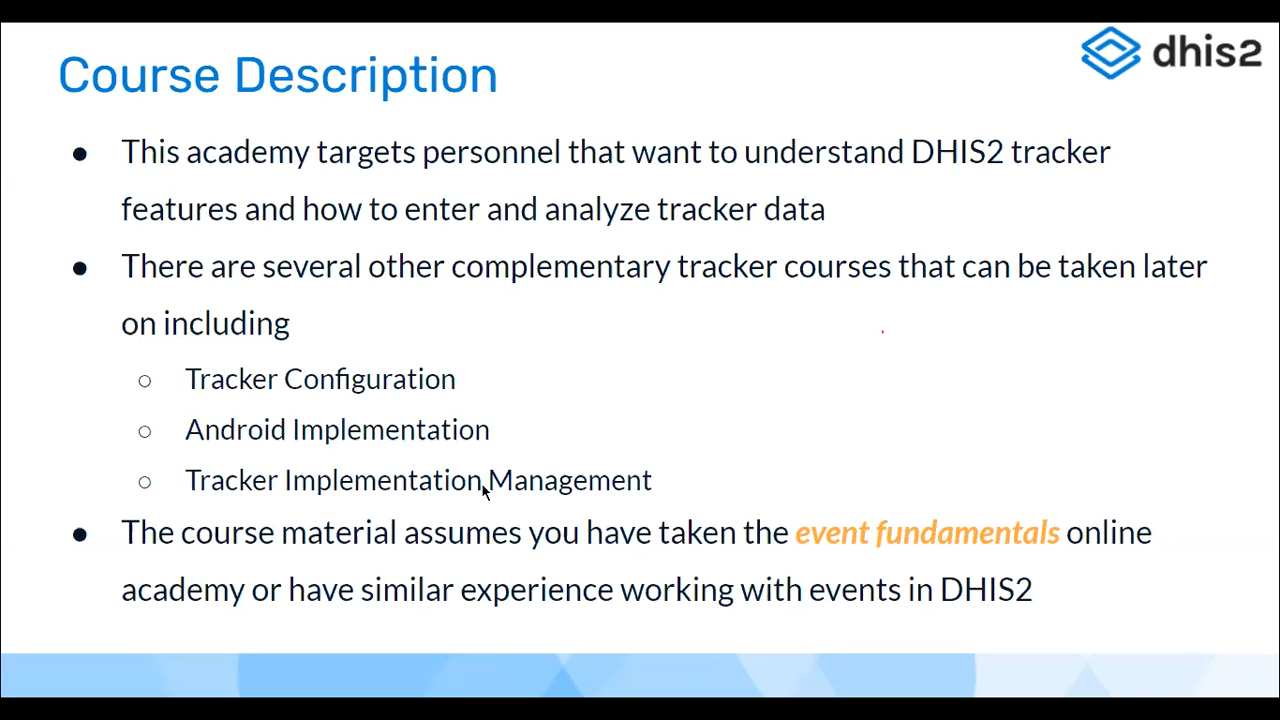 Course Description
dhis2
● This academy targets personnel that want to understand DHIS2 tracker
features and how to enter and analyze tracker data
● There are several other complementary tracker courses that can be taken later
on including
○ Tracker Configuration
○ Android Implementation
○ Tracker Implementation Management
● The course material assumes you have taken the event fundamentals online
academy or have similar experience working with events in DHIS2